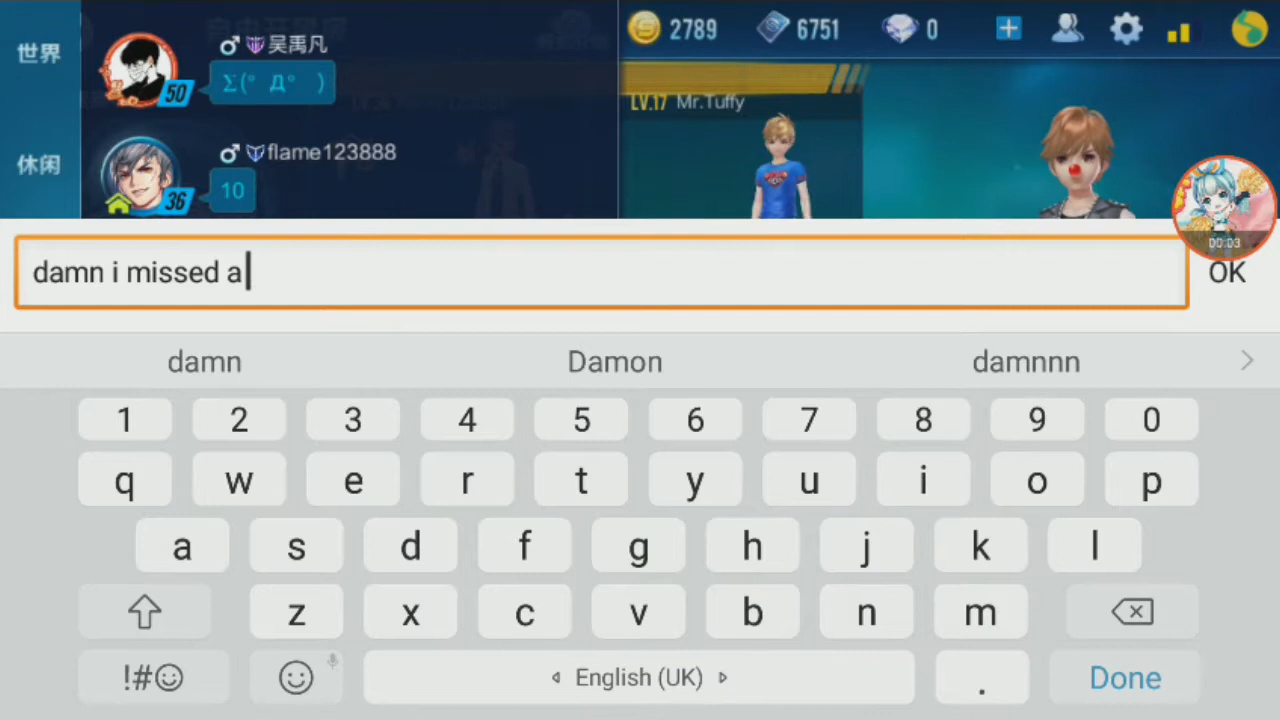 世界
50
吴禹凡
Σ(° Д° )
休闲
36
flame123888
10
2789
6751
0
LV.17 Mr.Tuffy
00:03
damn i missed a
OK
damn
Damon
damnnn
1 2 3 4 5 6 7 8 9 0
q w e r t y u i o p
a s d f g h j k l
z x c v b n m
!#☺
English (UK)
.
Done